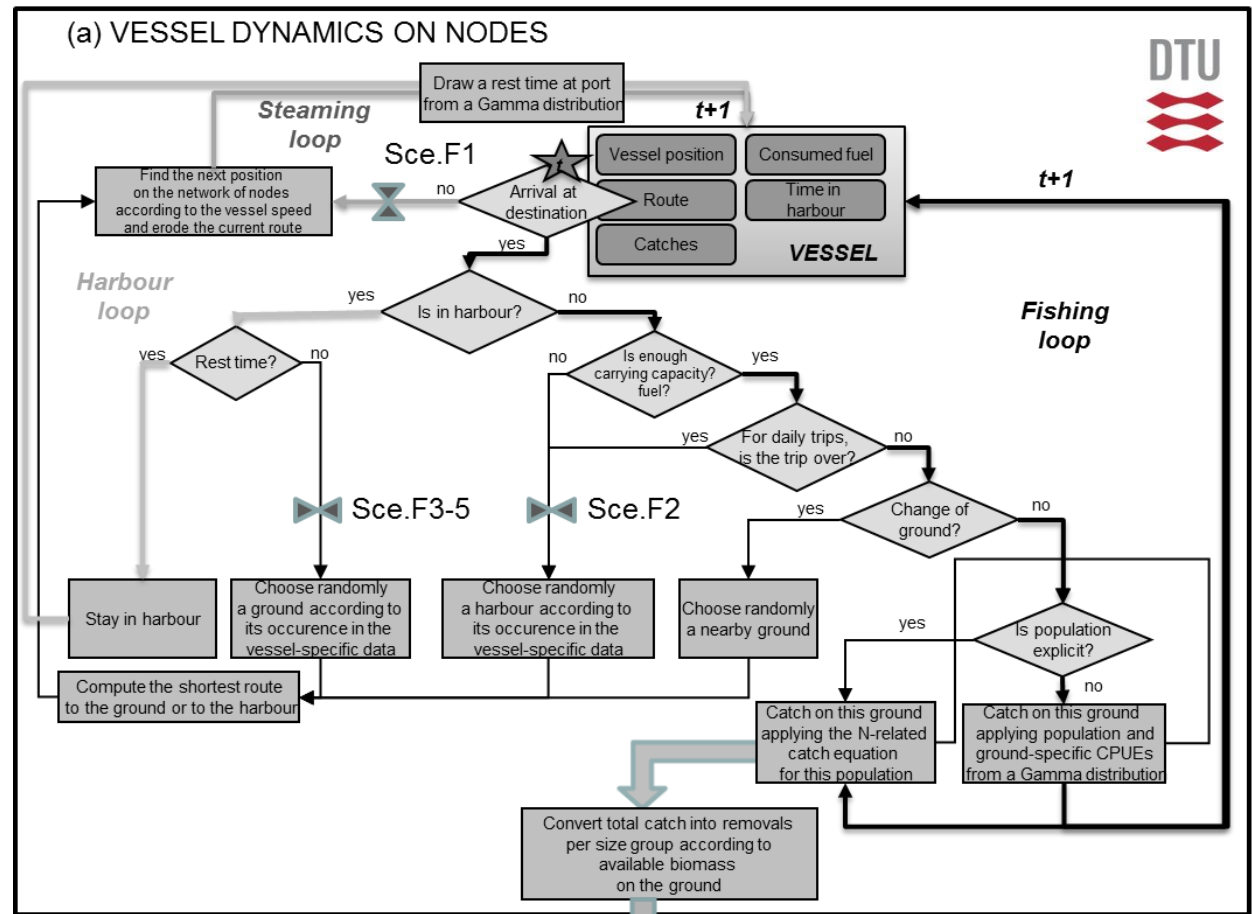 (a) VESSEL DYNAMICS ON NODES
DTU
Draw a rest time at port
from a Gamma distribution
t+1
Steaming
loop
Sce.F1
t
Vessel position
Consumed fuel
t+1
Find the next position
on the network of nodes
according to the vessel speed
and erode the current route
no
Arrival at
destination
Route
Time in
harbour
Catches
VESSEL
yes
Harbour
loop
yes
Is in harbour?
no
Fishing
loop
yes
Rest time?
no
no
Is enough
carrying capacity?
fuel?
yes
yes
For daily trips,
is the trip over?
no
Sce.F3-5
Sce.F2
yes
Change of
ground?
no
Stay in harbour
Choose randomly
a ground according to
its occurence in the
vessel-specific data
Choose randomly
a harbour according to
its occurence in the
vessel-specific data
Choose randomly
a nearby ground
yes
Is population
explicit?
no
Compute the shortest route
to the ground or to the harbour
Catch on this ground
applying the N-related
catch equation
for this population
Catch on this ground
applying population and
ground-specific CPUEs
from a Gamma distribution
Convert total catch into removals
per size group according to
available biomass
on the ground